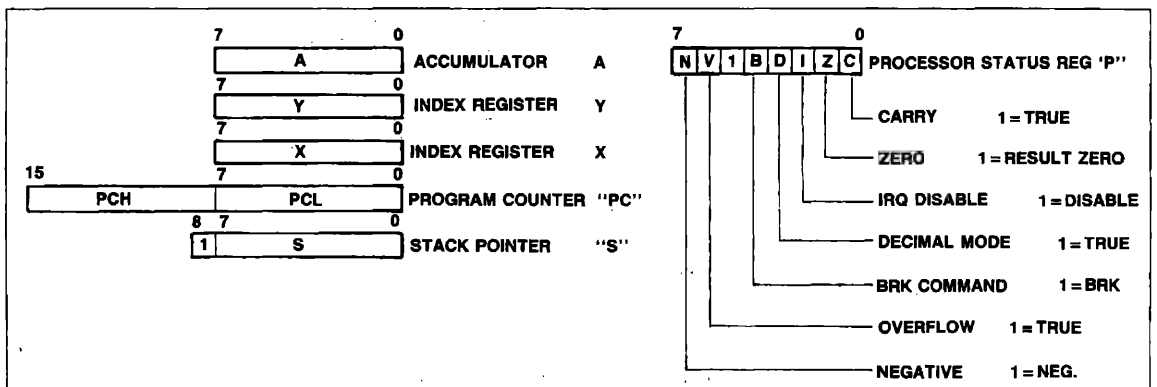 7 0
A ACCUMULATOR A
7 0
Y INDEX REGISTER Y
7 0
X INDEX REGISTER X
15 7 0
PCH PCL PROGRAM COUNTER "PC"
8 7 0
1 S STACK POINTER "S"
7 0
N V 1 B D I Z C PROCESSOR STATUS REG 'P"
CARRY 1 = TRUE
ZERO 1 = RESULT ZERO
IRQ DISABLE 1 = DISABLE
DECIMAL MODE 1 = TRUE
BRK COMMAND 1 = BRK
OVERFLOW 1 = TRUE
NEGATIVE 1 = NEG.